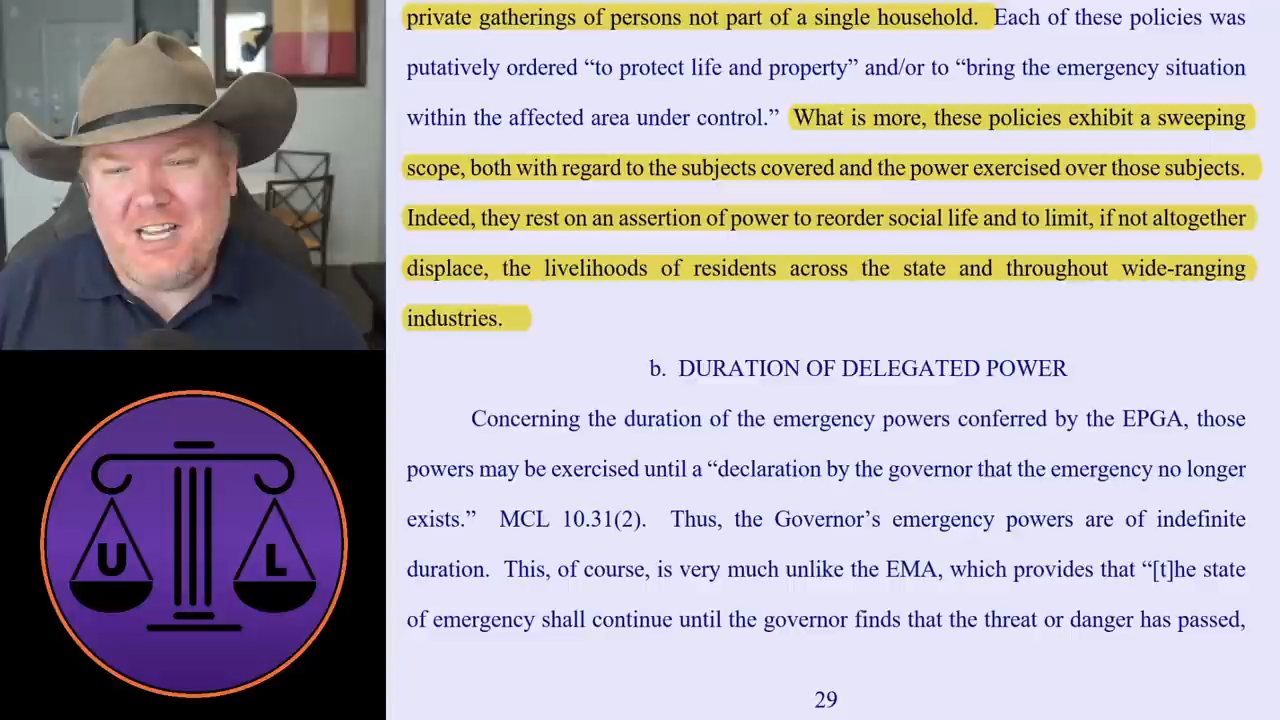 private gatherings of persons not part of a single household. Each of these policies was
putatively ordered “to protect life and property” and/or to “bring the emergency situation
within the affected area under control.” What is more, these policies exhibit a sweeping
scope, both with regard to the subjects covered and the power exercised over those subjects.
Indeed, they rest on an assertion of power to reorder social life and to limit, if not altogether
displace, the livelihoods of residents across the state and throughout wide-ranging
industries.
b. DURATION OF DELEGATED POWER
Concerning the duration of the emergency powers conferred by the EPGA, those
powers may be exercised until a “declaration by the governor that the emergency no longer
exists.” MCL 10.31(2). Thus, the Governor’s emergency powers are of indefinite
duration. This, of course, is very much unlike the EMA, which provides that “[t]he state
of emergency shall continue until the governor finds that the threat or danger has passed,
29
U L